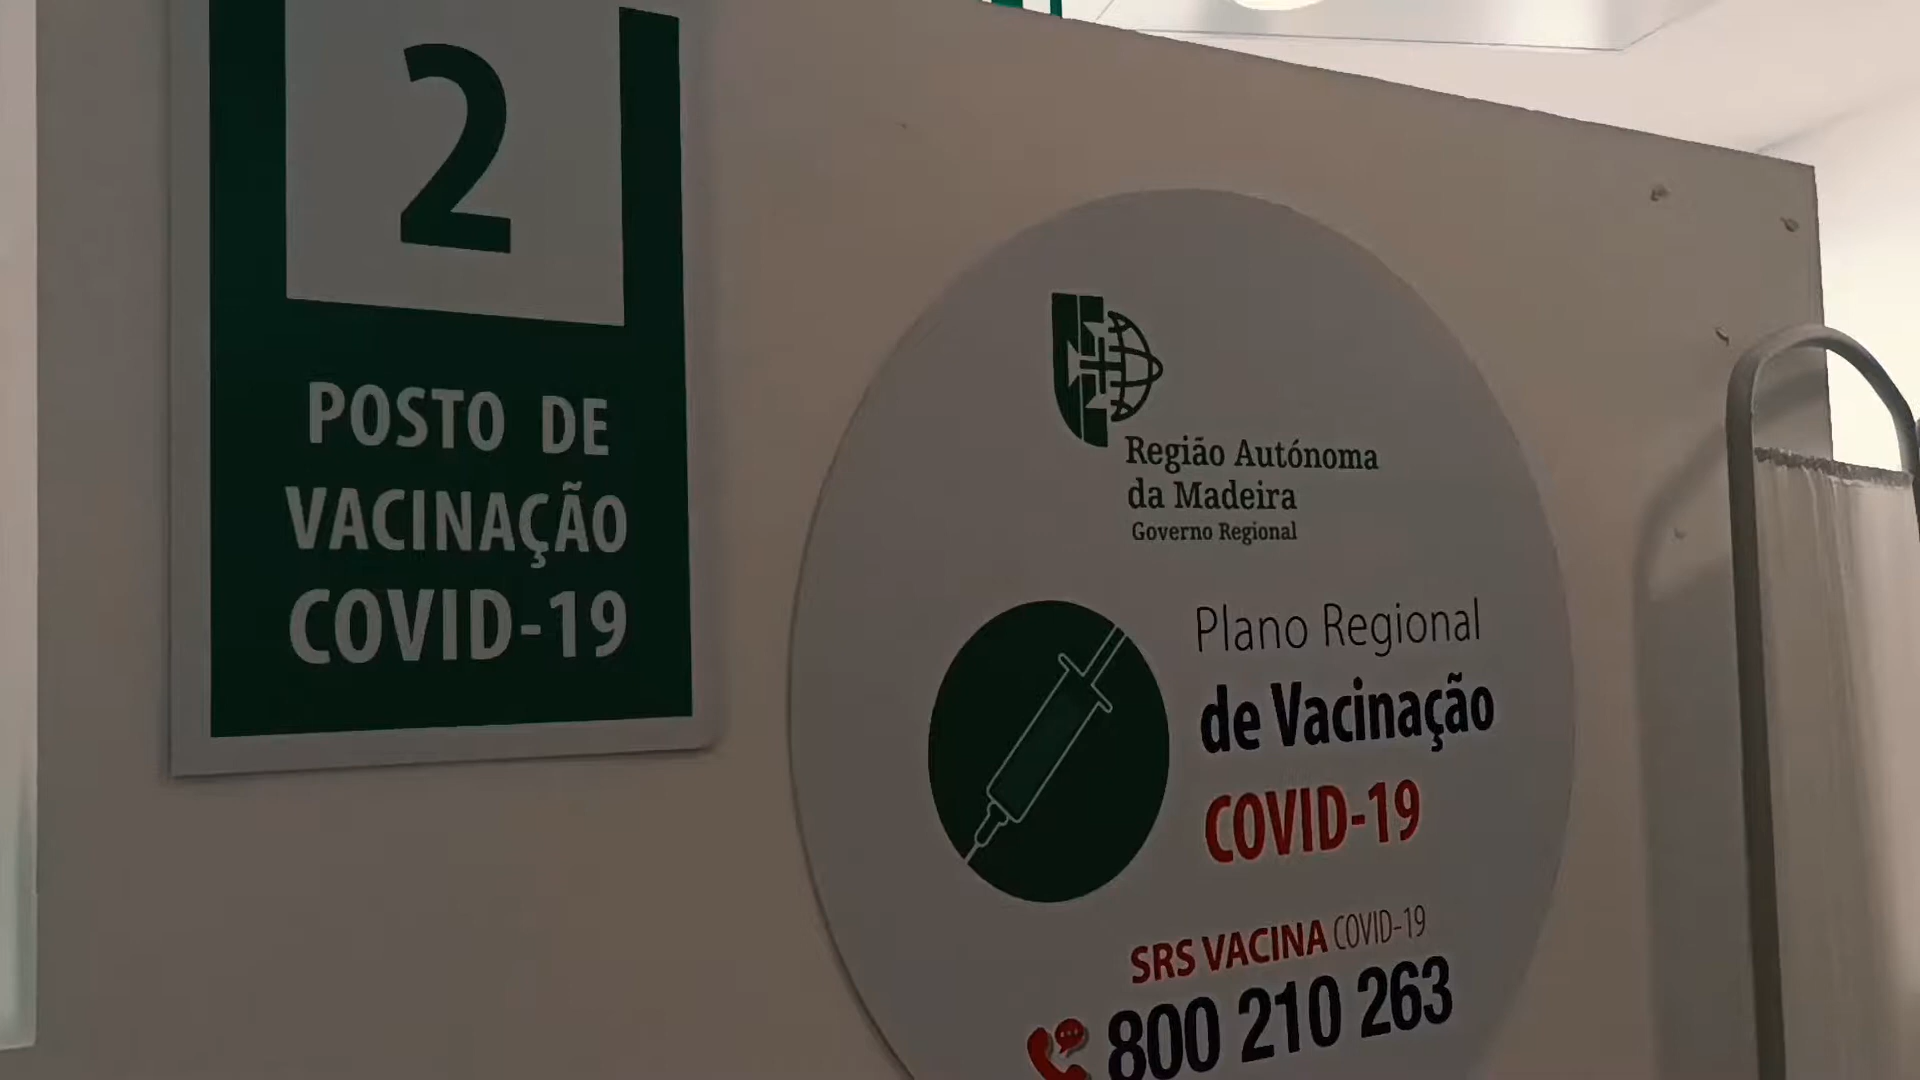 2
POSTO DE
VACINAÇÃO
COVID-19
Região Autónoma
da Madeira
Governo Regional
Plano Regional
de Vacinação
COVID-19
SRS VACINA COVID-19
800 210 263